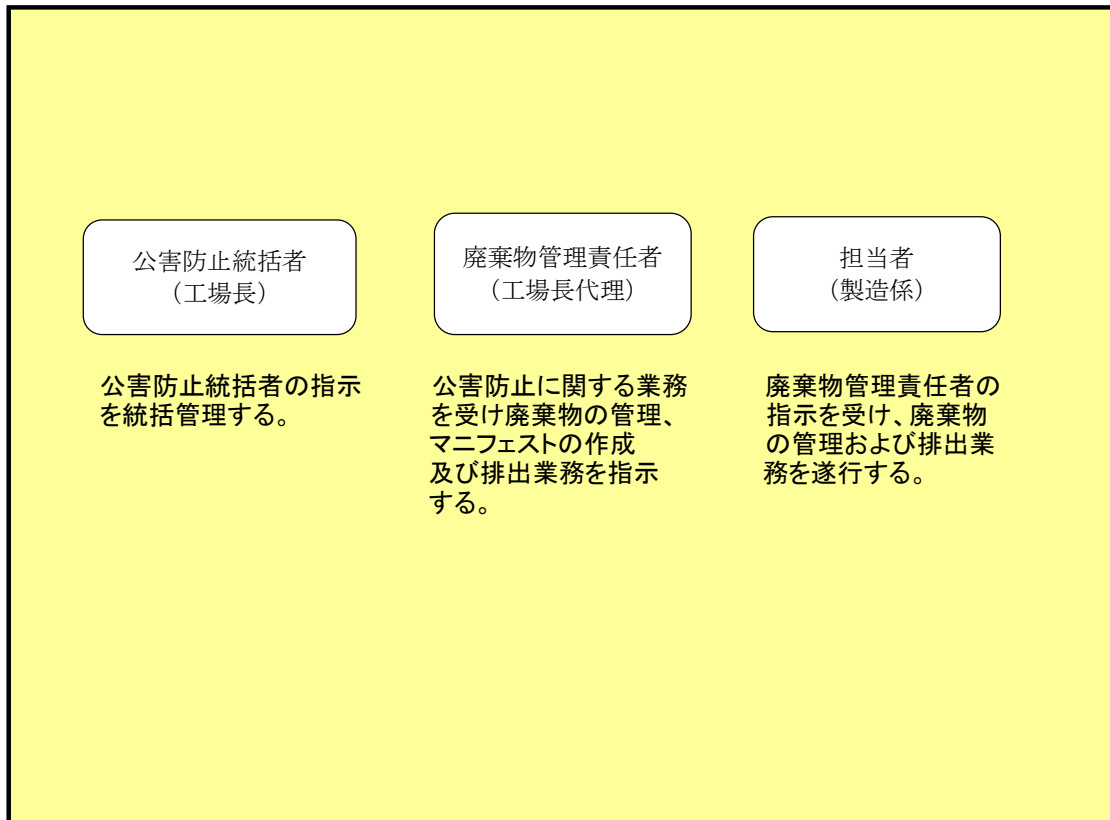 公害防止統括者
（工場長）
公害防止統括者の指示
を統括管理する。
廃棄物管理責任者
（工場長代理）
公害防止に関する業務
を受け廃棄物の管理、
マニフェストの作成
及び排出業務を指示
する。
担当者
（製造係）
廃棄物管理責任者の
指示を受け、廃棄物
の管理および排出業
務を遂行する。